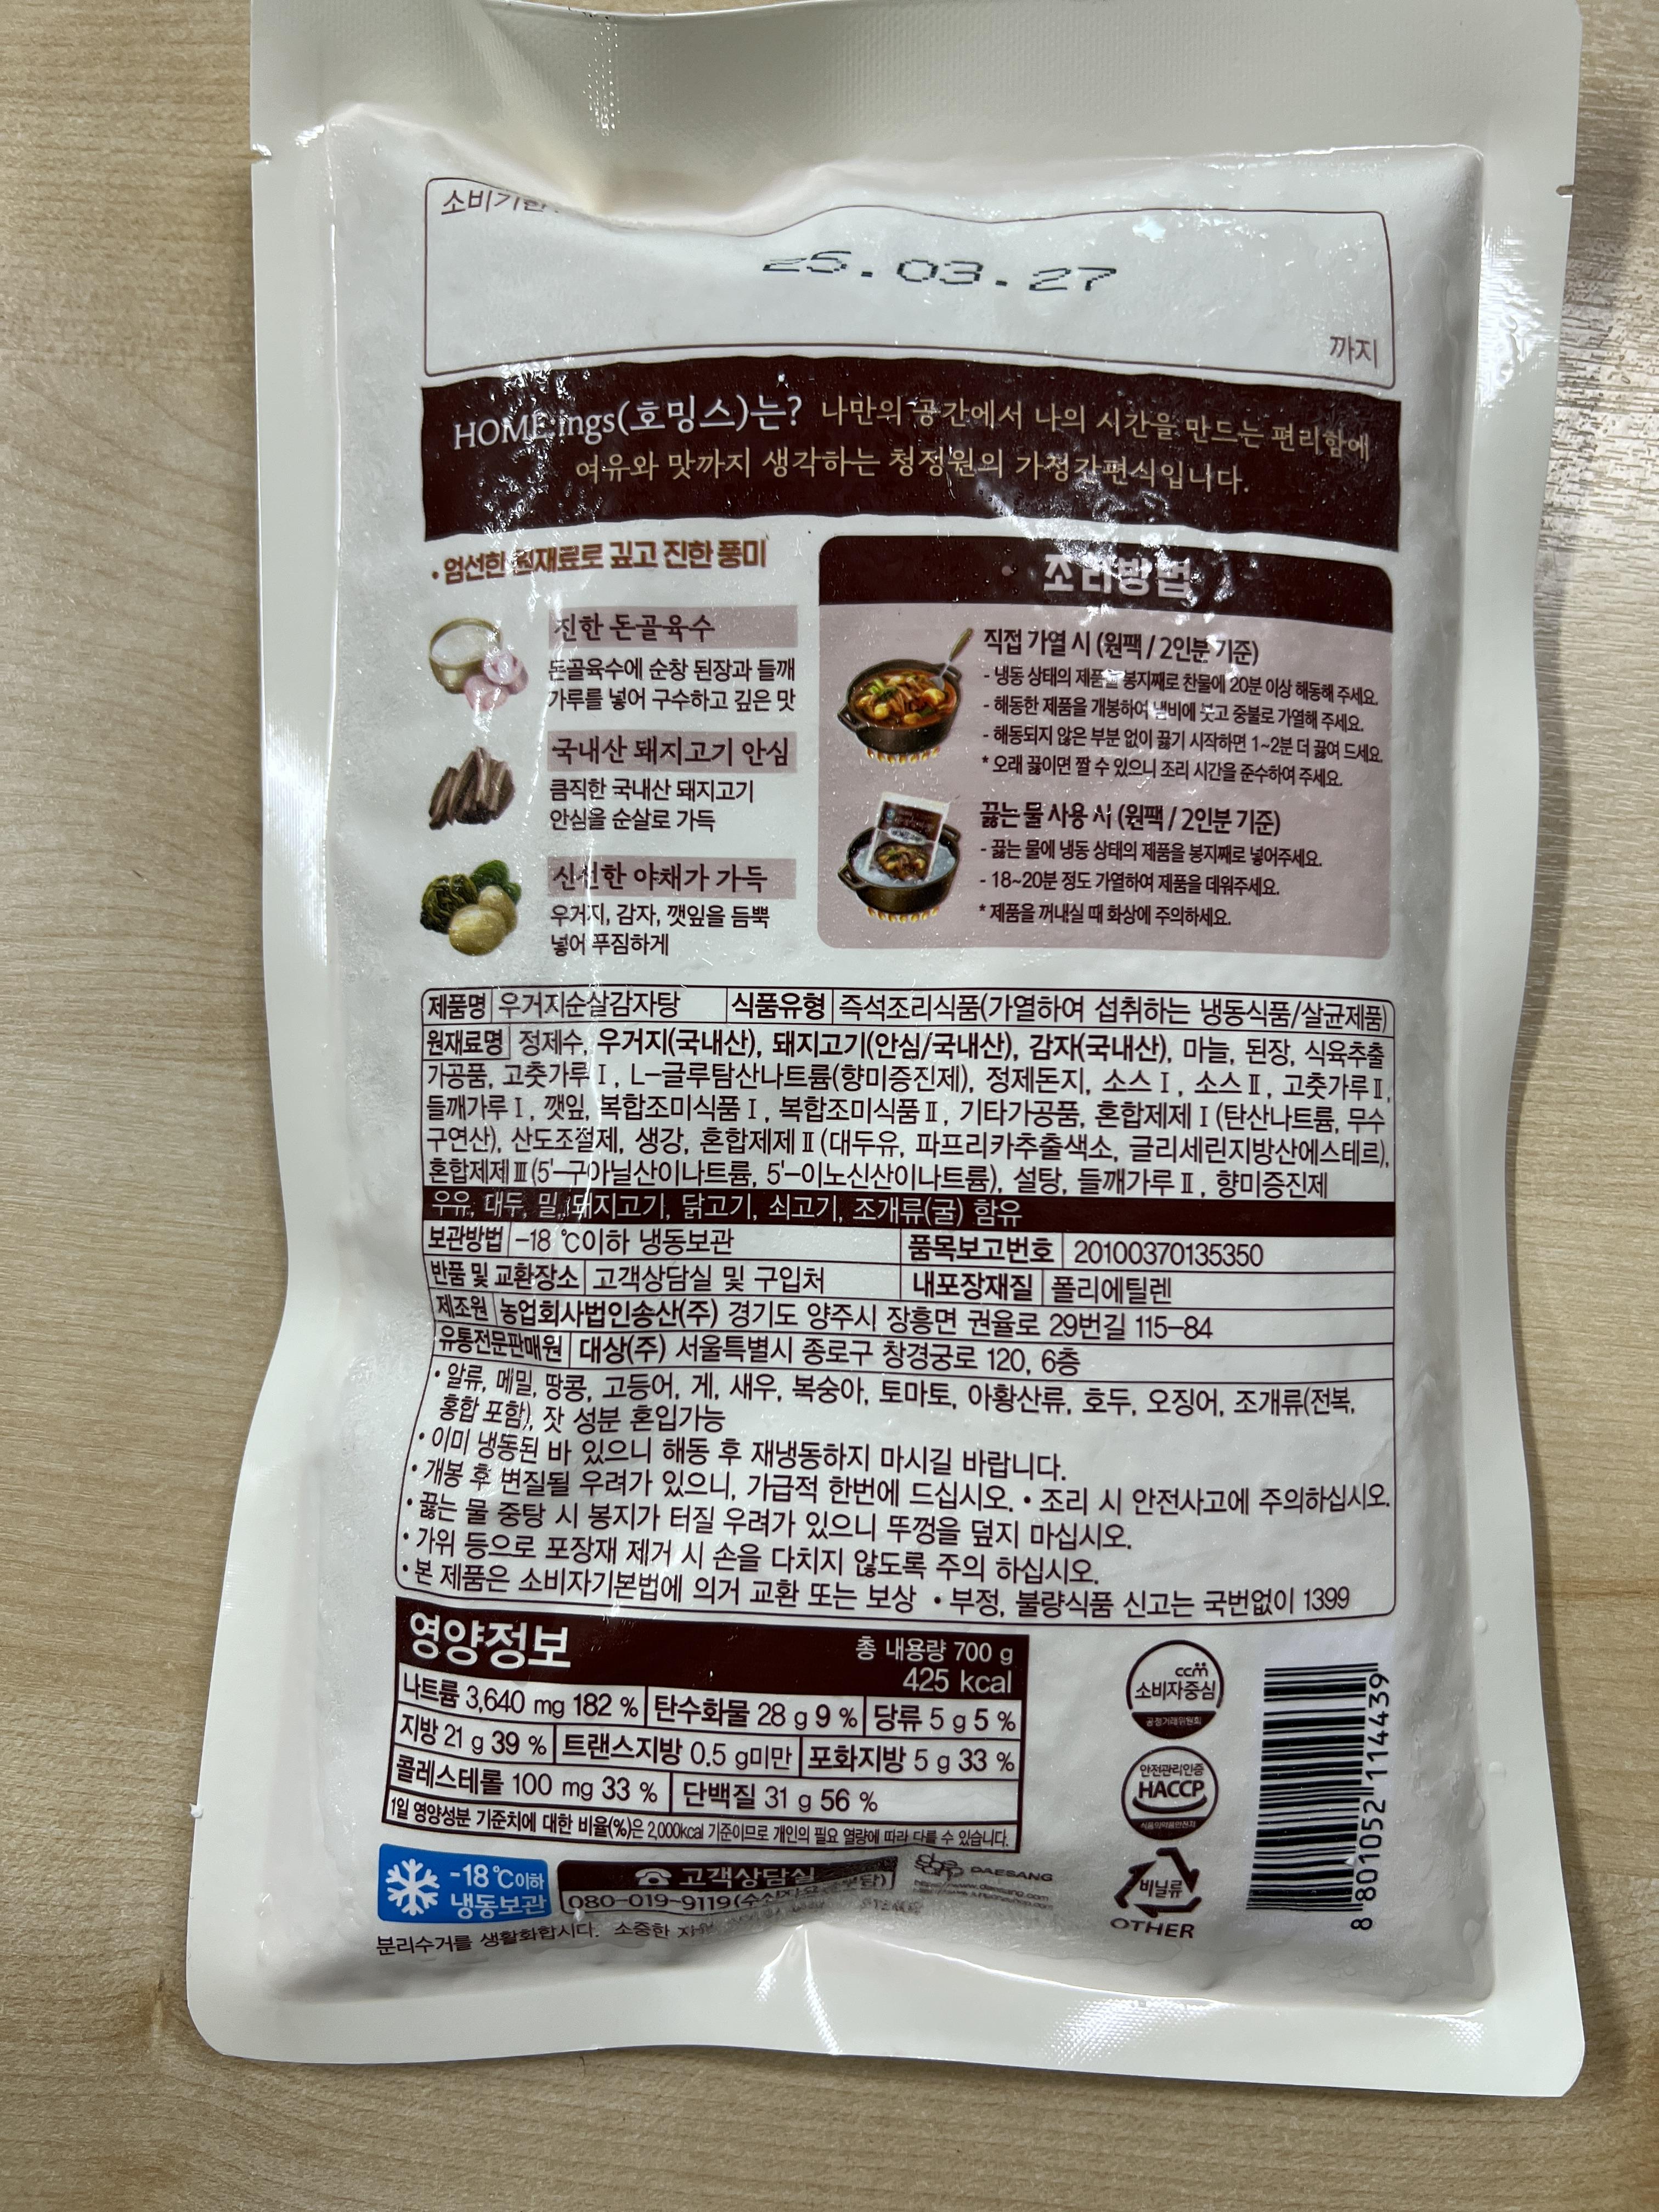 소비기한 :
25.03.27
까지
HOME:ings(호밍스)는? 나만의 공간에서 나의 시간을 만드는 편리함에
여유와 맛까지 생각하는 청정원의 가정간편식입니다.
• 엄선한 원재료로 깊고 진한 풍미
진한 돈골육수
돈골육수에 순창 된장과 들깨
가루를 넣어 구수하고 깊은 맛
국내산 돼지고기 안심
큼직한 국내산 돼지고기
안심을 순살로 가득
신선한 야채가 가득
우거지, 감자, 깻잎을 듬뿍
넣어 푸짐하게
조리방법
직접 가열 시 (원팩 / 2인분 기준)
- 냉동 상태의 제품을 봉지째로 찬물에 20분 이상 해동해 주세요.
- 해동한 제품을 개봉하여 냄비에 붓고 중불로 가열해 주세요.
- 해동되지 않은 부분 없이 끓기 시작하면 1~2분 더 끓여 드세요.
* 오래 끓이면 짤 수 있으니 조리 시간을 준수하여 주세요.
끓는 물 사용 시 (원팩 / 2인분 기준)
- 끓는 물에 냉동 상태의 제품을 봉지째로 넣어주세요.
- 18~20분 정도 가열하여 제품을 데워주세요.
* 제품을 꺼내실 때 화상에 주의하세요.
제품명 우거지순살감자탕 식품유형 즉석조리식품(가열하여 섭취하는 냉동식품/살균제품)
원재료명 정제수, 우거지(국내산), 돼지고기(안심/국내산), 감자(국내산), 마늘, 된장, 식육추출
가공품, 고춧가루Ⅰ, L-글루탐산나트륨(향미증진제), 정제돈지, 소스Ⅰ, 소스Ⅱ, 고춧가루Ⅱ,
들깨가루Ⅰ, 깻잎, 복합조미식품Ⅰ, 복합조미식품Ⅱ, 기타가공품, 혼합제제Ⅰ(탄산나트륨, 무수
구연산), 산도조절제, 생강, 혼합제제Ⅱ(대두유, 파프리카추출색소, 글리세린지방산에스테르),
혼합제제Ⅲ(5'-구아닐산이나트륨, 5'-이노신산이나트륨), 설탕, 들깨가루Ⅱ, 향미증진제
우유, 대두, 밀, 돼지고기, 닭고기, 쇠고기, 조개류(굴) 함유
보관방법 -18 ℃이하 냉동보관 품목보고번호 20100370135350
반품 및 교환장소 고객상담실 및 구입처 내포장재질 폴리에틸렌
제조원 농업회사법인송산(주) 경기도 양주시 장흥면 권율로 29번길 115-84
유통전문판매원 대상(주) 서울특별시 종로구 창경궁로 120, 6층
• 알류, 메밀, 땅콩, 고등어, 게, 새우, 복숭아, 토마토, 아황산류, 호두, 오징어, 조개류(전복,
홍합 포함), 잣 성분 혼입가능
• 이미 냉동된 바 있으니 해동 후 재냉동하지 마시길 바랍니다.
• 개봉 후 변질될 우려가 있으니, 가급적 한번에 드십시오. • 조리 시 안전사고에 주의하십시오.
• 끓는 물 중탕 시 봉지가 터질 우려가 있으니 뚜껑을 덮지 마십시오.
• 가위 등으로 포장재 제거 시 손을 다치지 않도록 주의 하십시오.
• 본 제품은 소비자기본법에 의거 교환 또는 보상 • 부정, 불량식품 신고는 국번없이 1399
영양정보 총 내용량 700 g
425 kcal
나트륨 3,640 mg 182 % 탄수화물 28 g 9 % 당류 5 g 5 %
지방 21 g 39 % 트랜스지방 0.5 g미만 포화지방 5 g 33 %
콜레스테롤 100 mg 33 % 단백질 31 g 56 %
1일 영양성분 기준치에 대한 비율(%)은 2,000kcal 기준이므로 개인의 필요 열량에 따라 다를 수 있습니다.
ccm
소비자중심
공정거래위원회
안전관리인증
HACCP
식품의약품안전처
비닐류
OTHER
8 801052 114439
-18℃이하
냉동보관
고객상담실
080-019-9119
DAESANG
분리수거를 생활화합시다. 소중한